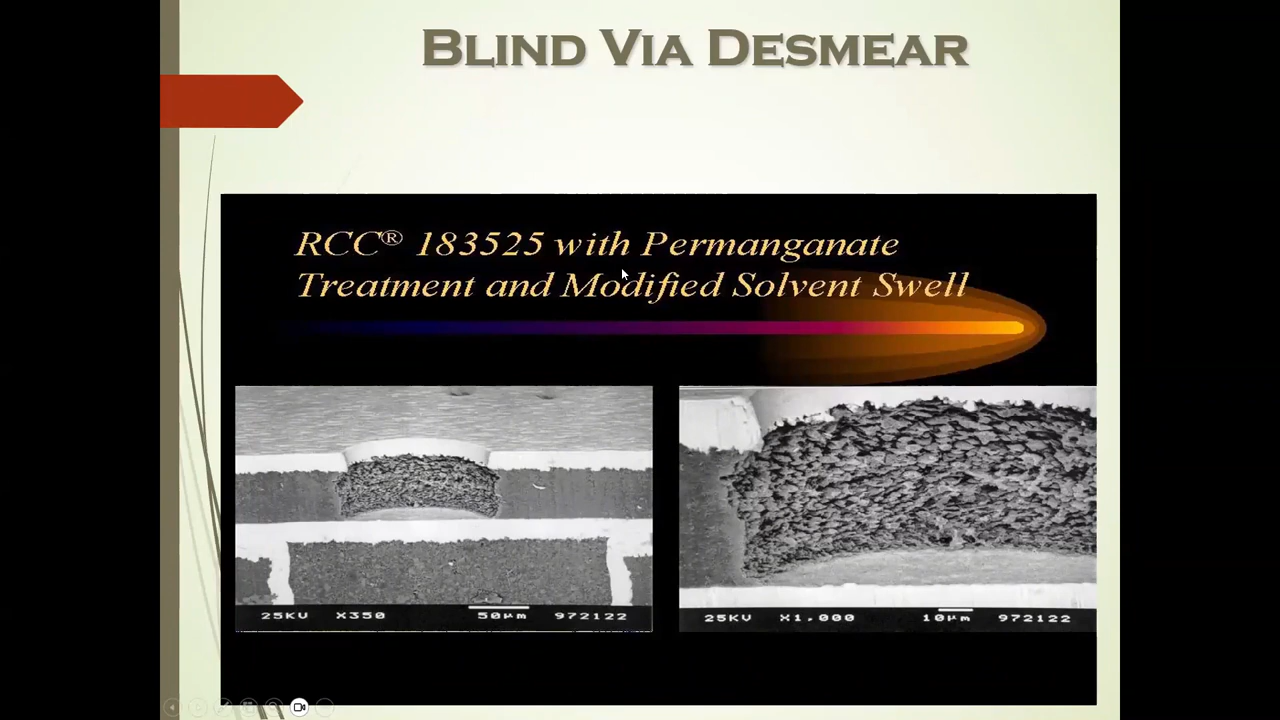 BLIND VIA DESMEAR
RCC® 183525 with Permanganate
Treatment and Modified Solvent Swell
25KV X350 50µm 972122
25KV X1,000 10µm 972122